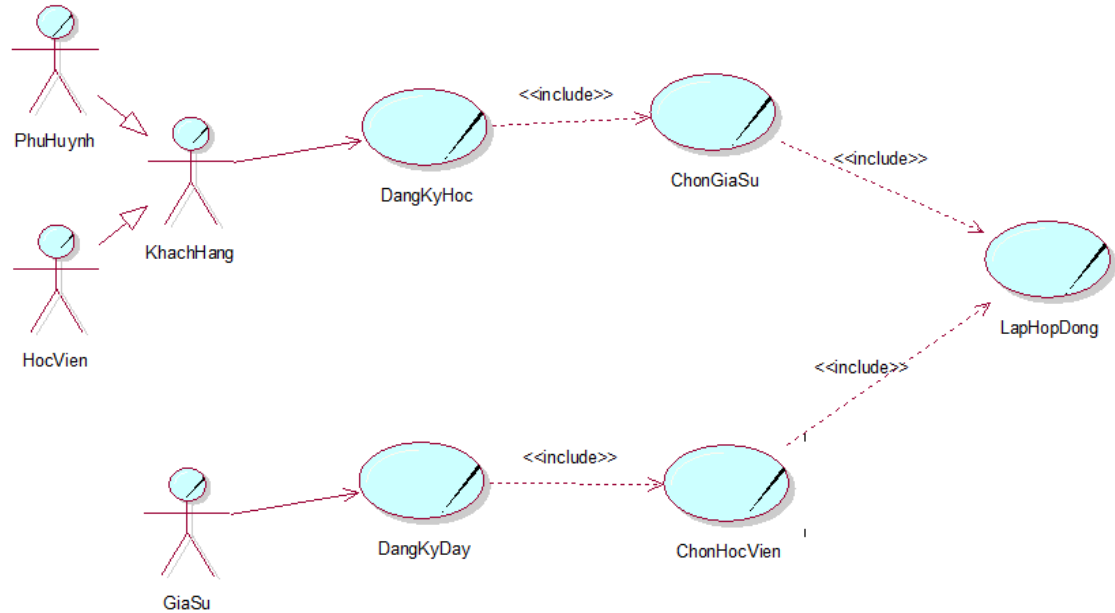 PhuHuynh
HocVien
KhachHang
DangKyHoc
<<include>>
ChonGiaSu
<<include>>
LapHopDong
<<include>>
GiaSu
DangKyDay
<<include>>
ChonHocVien